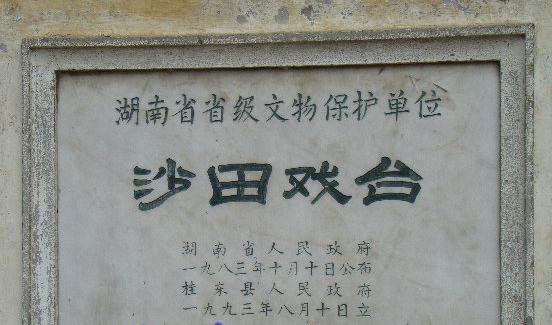 湖南省省级文物保护单位
沙田戏台
湖南省人民政府
一九八三年十月十日公布
桂东县人民政府
一九九三年八月十日立